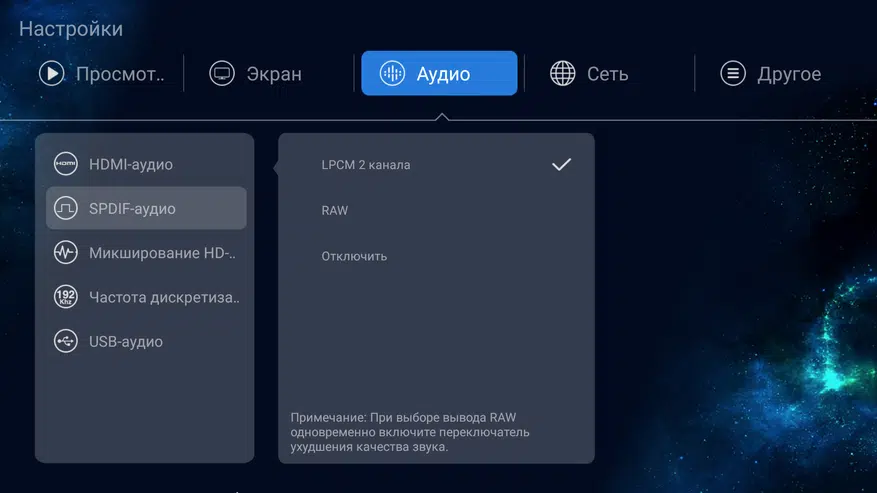 Настройки
Просмот..
Экран
Аудио
Сеть
Другое
HDMI HDMI-аудио
SPDIF-аудио
Микширование HD-..
192 Khz Частота дискретиза..
USB-аудио
LPCM 2 канала
RAW
Отключить
Примечание: При выборе вывода RAW
одновременно включите переключатель
ухудшения качества звука.